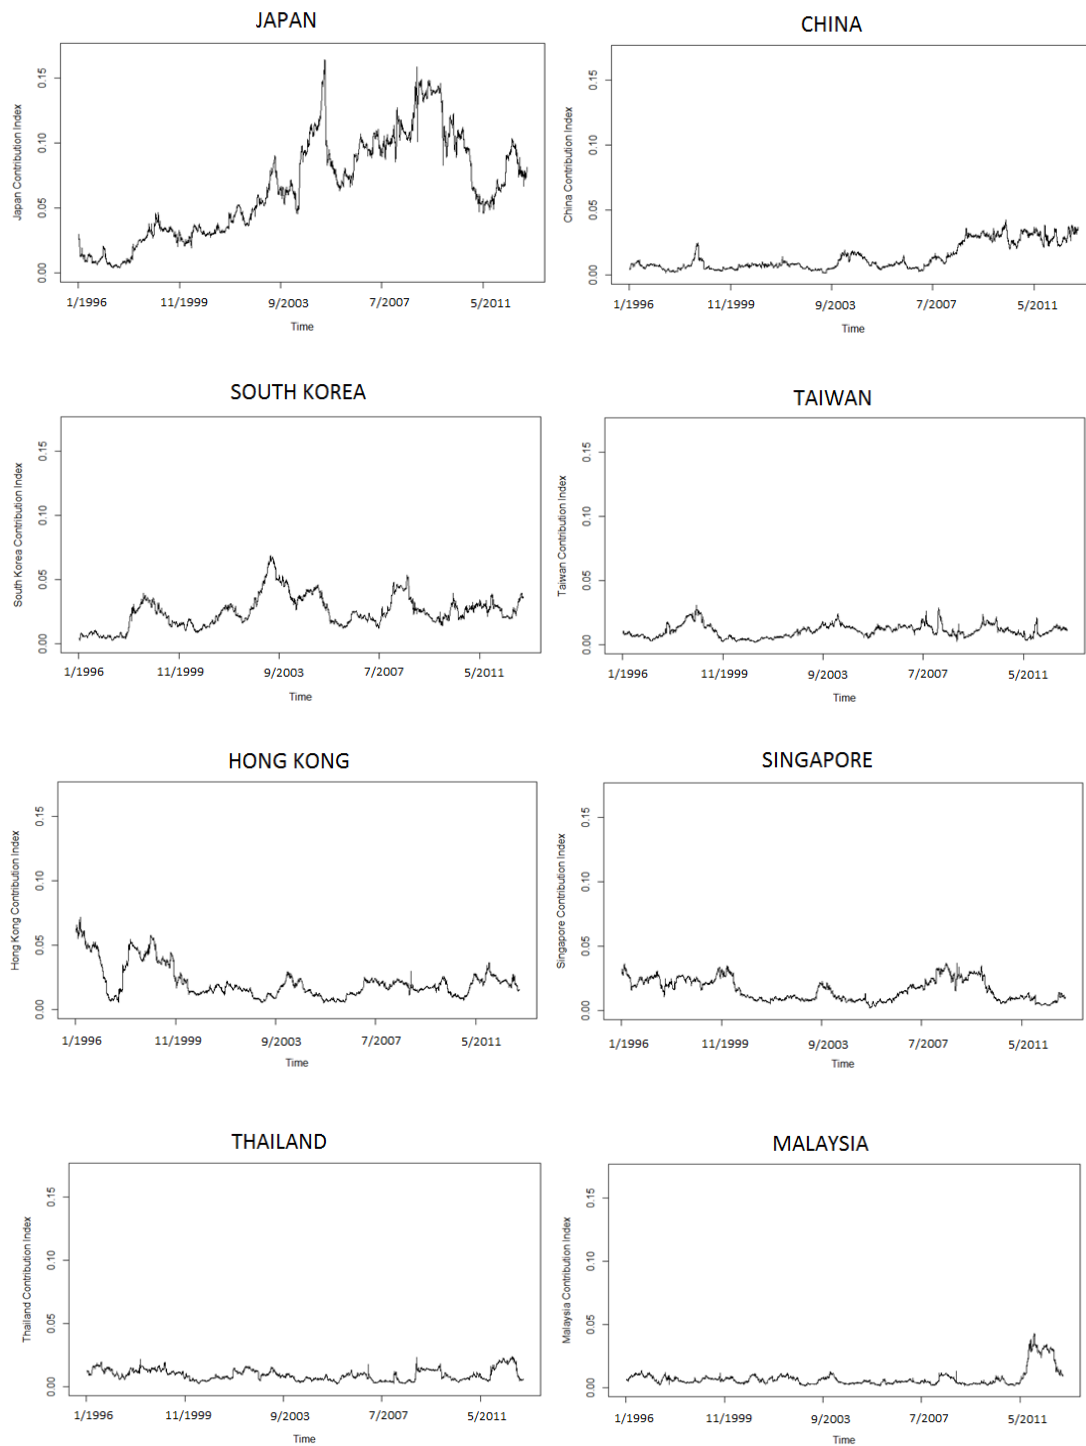 JAPAN
Japan Contribution Index
0.15
0.10
0.05
0.00
1/1996 11/1999 9/2003 7/2007 5/2011
Time
CHINA
China Contribution Index
0.15
0.10
0.05
0.00
1/1996 11/1999 9/2003 7/2007 5/2011
Time
SOUTH KOREA
South Korea Contribution Index
0.15
0.10
0.05
0.00
1/1996 11/1999 9/2003 7/2007 5/2011
Time
TAIWAN
Taiwan Contribution Index
0.15
0.10
0.05
0.00
1/1996 11/1999 9/2003 7/2007 5/2011
Time
HONG KONG
Hong Kong Contribution Index
0.15
0.10
0.05
0.00
1/1996 11/1999 9/2003 7/2007 5/2011
Time
SINGAPORE
Singapore Contribution Index
0.15
0.10
0.05
0.00
1/1996 11/1999 9/2003 7/2007 5/2011
Time
THAILAND
Thailand Contribution Index
0.15
0.10
0.05
0.00
1/1996 11/1999 9/2003 7/2007 5/2011
Time
MALAYSIA
Malaysia Contribution Index
0.15
0.10
0.05
0.00
1/1996 11/1999 9/2003 7/2007 5/2011
Time